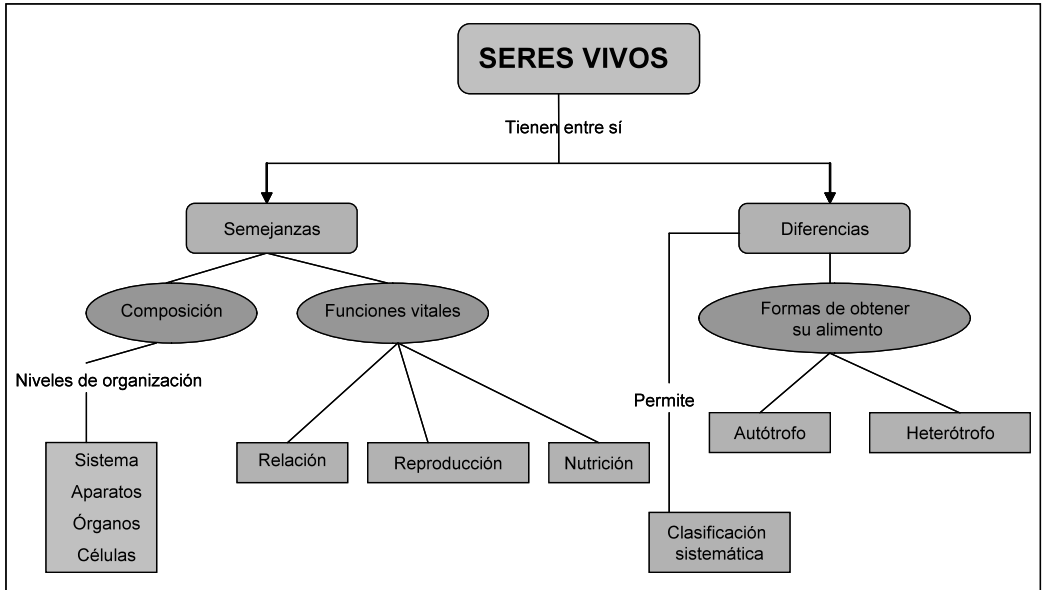 SERES VIVOS
Tienen entre sí
Semejanzas
Diferencias
Composición
Funciones vitales
Formas de obtener
su alimento
Niveles de organización
Permite
Autótrofo
Heterótrofo
Sistema
Aparatos
Órganos
Células
Relación
Reproducción
Nutrición
Clasificación
sistemática